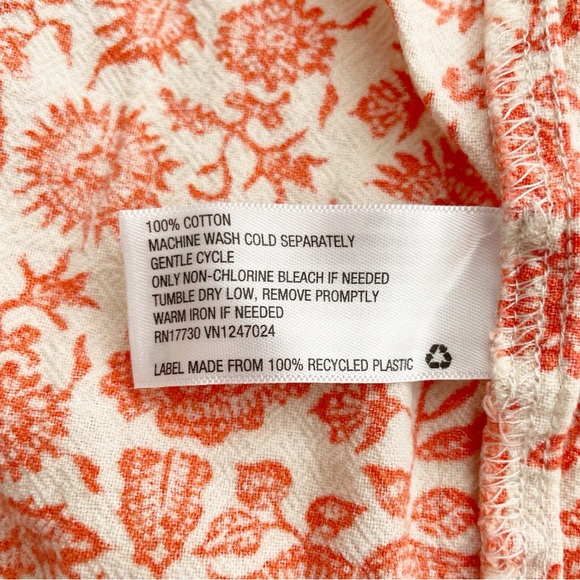 100% COTTON
MACHINE WASH COLD SEPARATELY
GENTLE CYCLE
ONLY NON-CHLORINE BLEACH IF NEEDED
TUMBLE DRY LOW, REMOVE PROMPTLY
WARM IRON IF NEEDED
RN17730 VN1247024
LABEL MADE FROM 100% RECYCLED PLASTIC